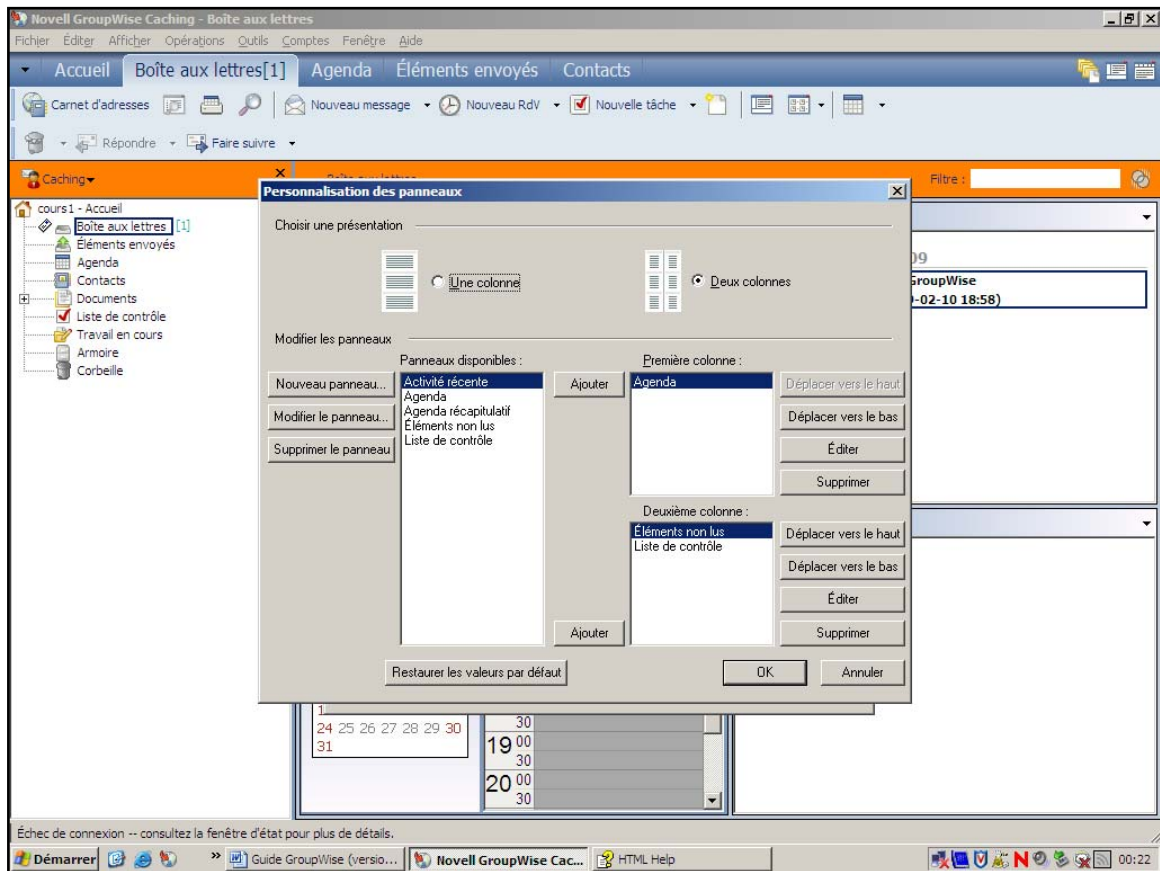 Novell GroupWise Caching - Boîte aux lettres
Fichier Éditer Afficher Opérations Outils Comptes Fenêtre Aide
Accueil Boîte aux lettres[1] Agenda Éléments envoyés Contacts
Carnet d'adresses Nouveau message Nouveau RdV Nouvelle tâche
Répondre Faire suivre
Caching
Filtre :
cours1 - Accueil
Boîte aux lettres [1]
Éléments envoyés
Agenda
Contacts
Documents
Liste de contrôle
Travail en cours
Armoire
Corbeille
Personnalisation des panneaux
Choisir une présentation
Une colonne
Deux colonnes
Modifier les panneaux
Panneaux disponibles :
Nouveau panneau...
Modifier le panneau...
Supprimer le panneau
Activité récente
Agenda
Agenda récapitulatif
Éléments non lus
Liste de contrôle
Ajouter
Première colonne :
Agenda
Déplacer vers le haut
Déplacer vers le bas
Éditer
Supprimer
Deuxième colonne :
Éléments non lus
Liste de contrôle
Ajouter
Déplacer vers le haut
Déplacer vers le bas
Éditer
Supprimer
Restaurer les valeurs par défaut
OK
Annuler
09
GroupWise
-02-10 18:58)
24 25 26 27 28 29 30
31
30
19 00
30
20 00
30
Échec de connexion -- consultez la fenêtre d'état pour plus de détails.
Démarrer » Guide GroupWise (versio... Novell GroupWise Cac... HTML Help 00:22